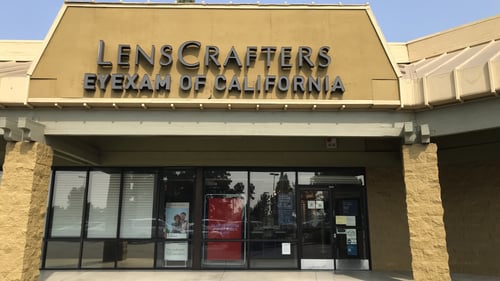 LENSCRAFTERS
EYEXAM OF CALIFORNIA